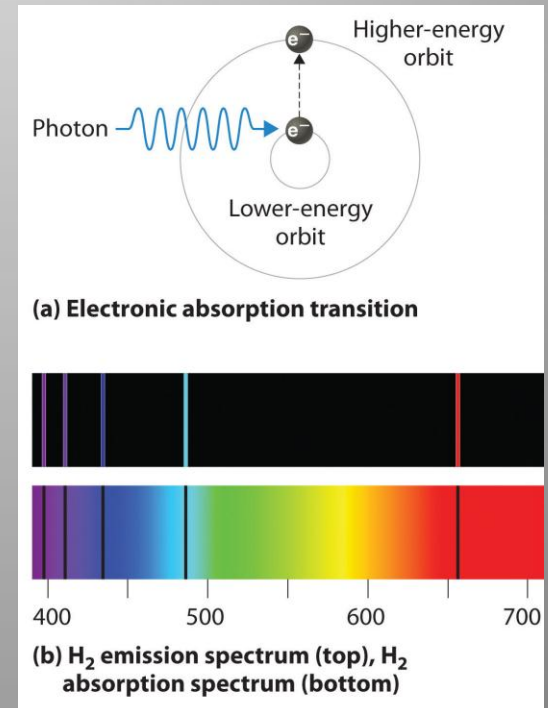 Higher-energy
orbit
e⁻
Photon
e⁻
Lower-energy
orbit
(a) Electronic absorption transition
400 500 600 700
(b) H₂ emission spectrum (top), H₂
absorption spectrum (bottom)